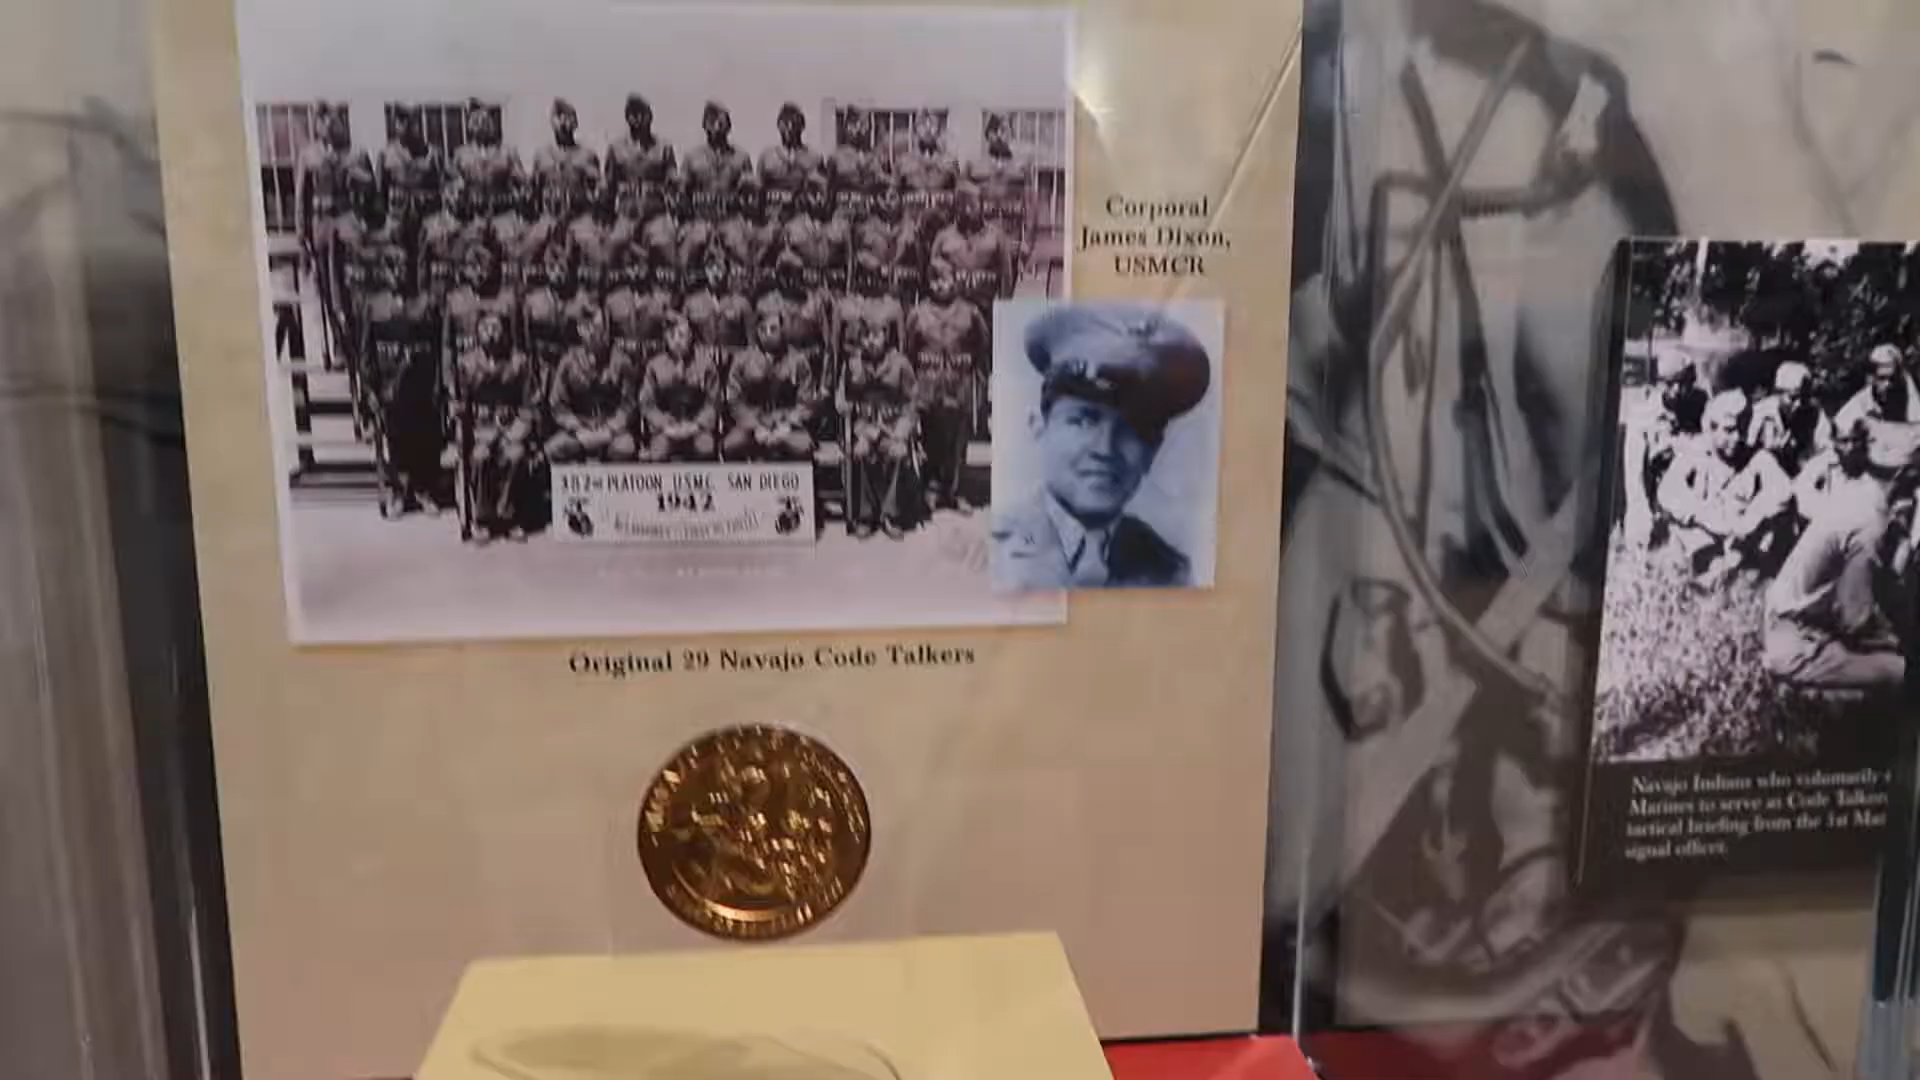 Corporal
James Dixon,
USMCR
382ND PLATOON U.S.M.C. SAN DIEGO
1942
Original 29 Navajo Code Talkers
Navajo Indians who voluntarily
Marines to serve as Code Talkers
tactical briefing from the 1st Mar
signal officer.